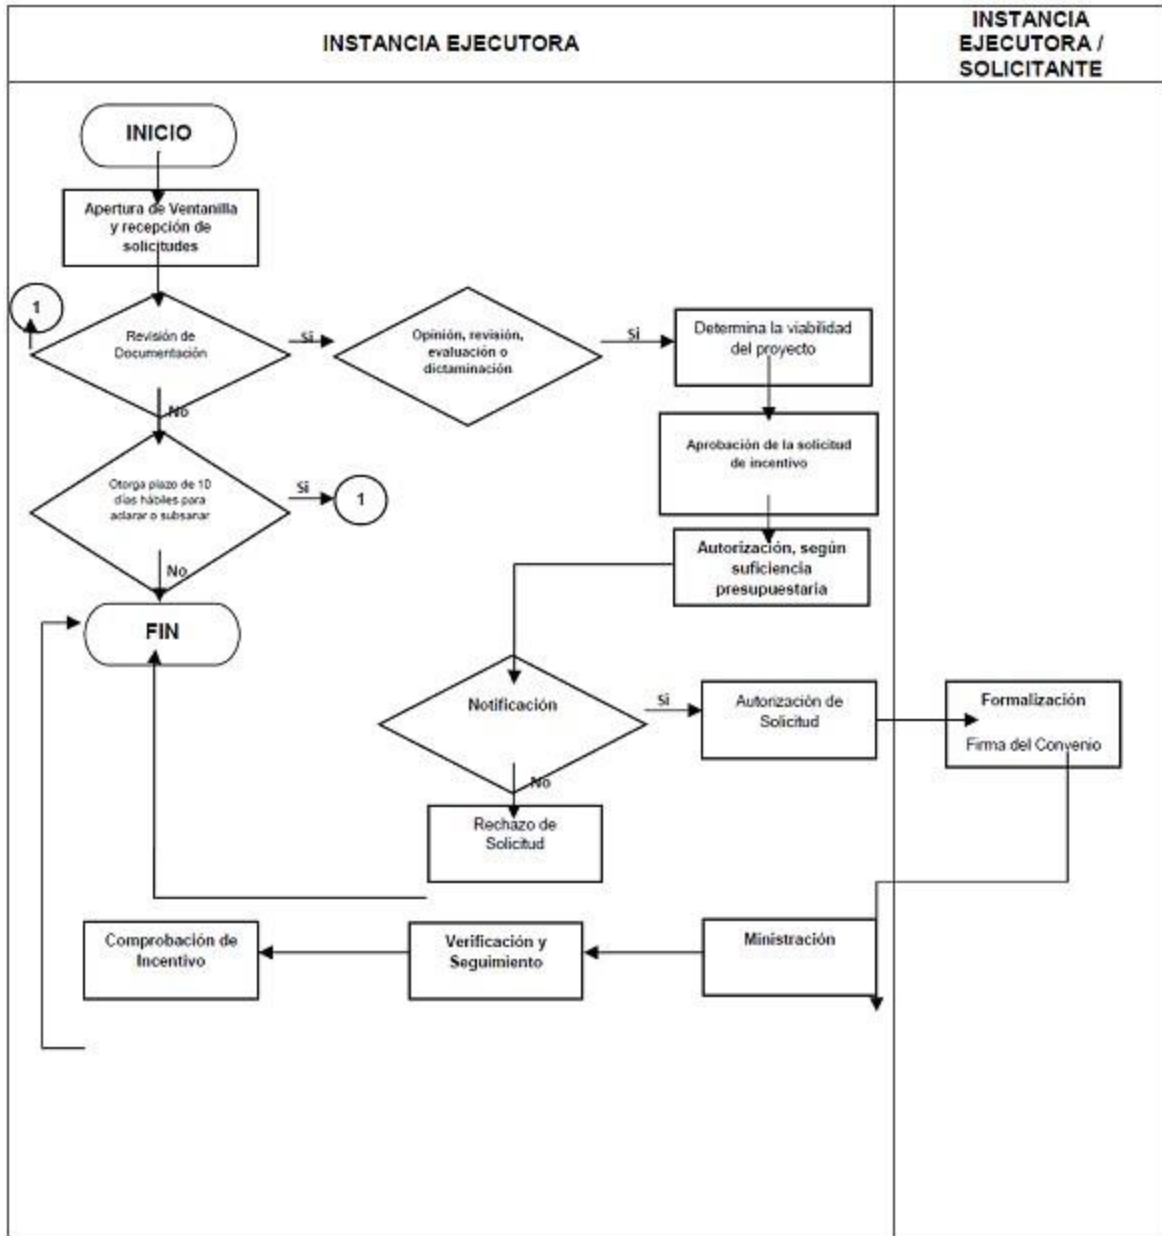 INSTANCIA EJECUTORA
INSTANCIA
EJECUTORA /
SOLICITANTE
INICIO
Apertura de Ventanilla
y recepción de
solicitudes
1
Revisión de
Documentación
Si
Opinión, revisión,
evaluación o
dictaminación
Si
Determina la viabilidad
del proyecto
No
Aprobación de la solicitud
de incentivo
Otorga plazo de 10
días hábiles para
aclarar o subsanar
Si
1
No
Autorización, según
suficiencia
presupuestaria
FIN
Notificación
Si
Autorización de
Solicitud
Formalización
Firma del Convenio
No
Rechazo de
Solicitud
Comprobación de
Incentivo
Verificación y
Seguimiento
Ministración